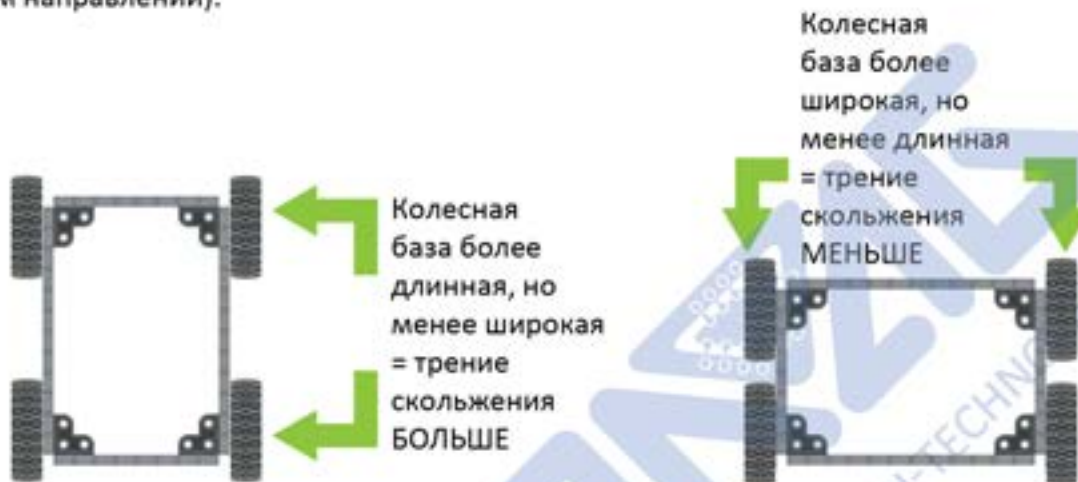 м направлении).
Колесная
база более
длинная, но
менее широкая
= трение
скольжения
БОЛЬШЕ
Колесная
база более
широкая, но
менее длинная
= трение
скольжения
МЕНЬШЕ